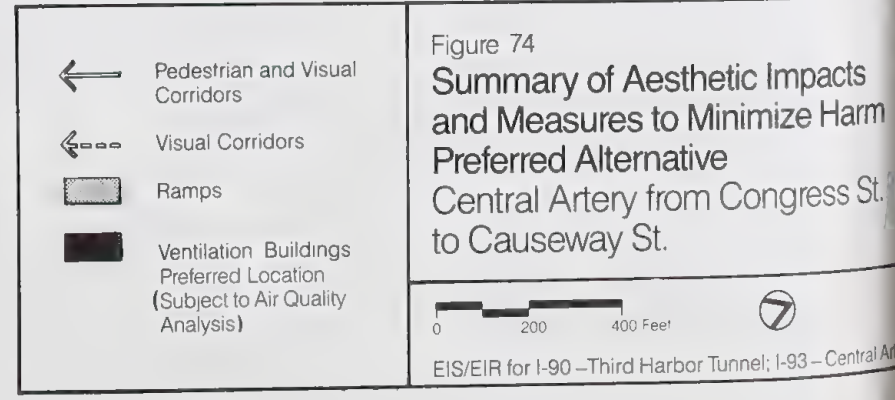 Pedestrian and Visual
Corridors
Visual Corridors
Ramps
Ventilation Buildings
Preferred Location
(Subject to Air Quality
Analysis)
Figure 74
Summary of Aesthetic Impacts
and Measures to Minimize Harm
Preferred Alternative
Central Artery from Congress St.
to Causeway St.
0 200 400 Feet
EIS/EIR for I-90 – Third Harbor Tunnel; I-93 – Central